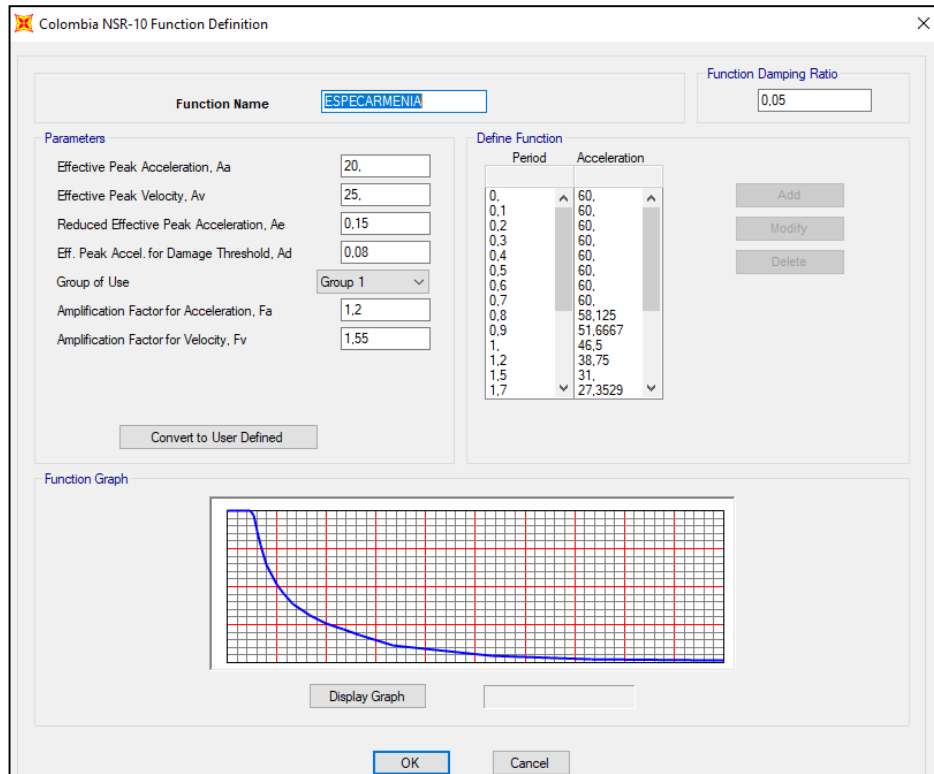 Colombia NSR-10 Function Definition
Function Damping Ratio
Function Name ESPECARMENIA 0,05
Parameters
Effective Peak Acceleration, Aa 20,
Effective Peak Velocity, Av 25,
Reduced Effective Peak Acceleration, Ae 0,15
Eff. Peak Accel. for Damage Threshold, Ad 0,08
Group of Use Group 1
Amplification Factor for Acceleration, Fa 1,2
Amplification Factor for Velocity, Fv 1,55
Convert to User Defined
Define Function
Period Acceleration
0, 60,
0,1 60,
0,2 60,
0,3 60,
0,4 60,
0,5 60,
0,6 60,
0,7 60,
0,8 58,125
0,9 51,6667
1, 46,5
1,2 38,75
1,5 31,
1,7 27,3529
Add
Modify
Delete
Function Graph
Display Graph
OK Cancel